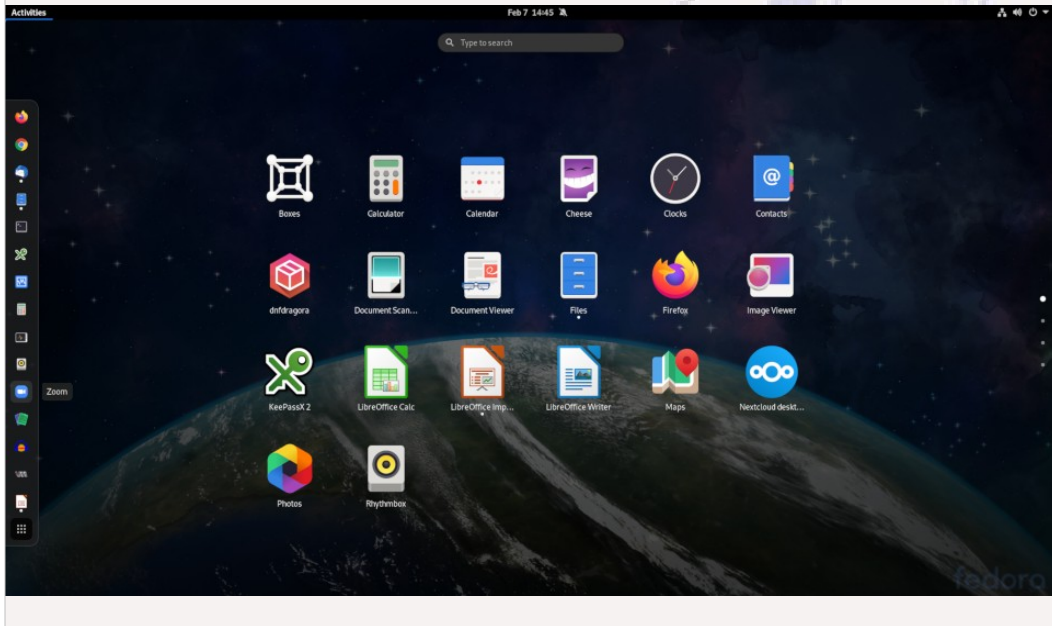 Activities
Feb 7 14:45
Type to search
Boxes
Calculator
Calendar
Cheese
Clocks
Contacts
dnfdragora
Document Scan...
Document Viewer
Files
Firefox
Image Viewer
Zoom
KeePassX 2
LibreOffice Calc
LibreOffice Imp...
LibreOffice Writer
Maps
Nextcloud deskt...
Photos
Rhythmbox
fedora